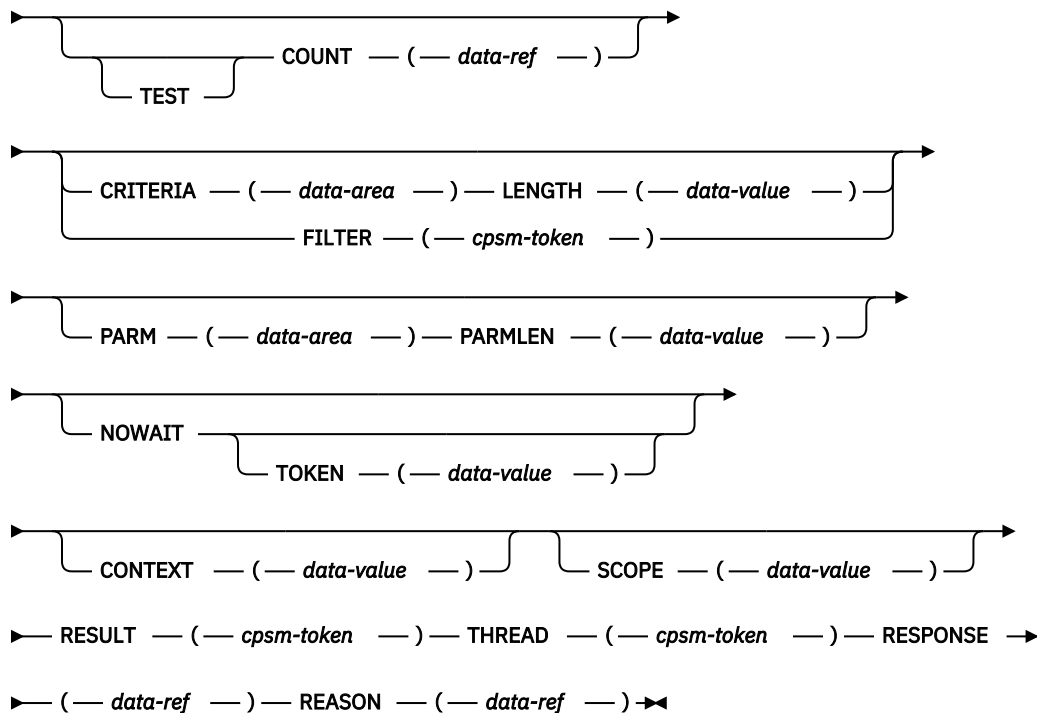 COUNT ( data-ref )
TEST
CRITERIA ( data-area ) LENGTH ( data-value )
FILTER ( cpsm-token )
PARM ( data-area ) PARMLEN ( data-value )
NOWAIT
TOKEN ( data-value )
CONTEXT ( data-value ) SCOPE ( data-value )
RESULT ( cpsm-token ) THREAD ( cpsm-token ) RESPONSE
( data-ref ) REASON ( data-ref )